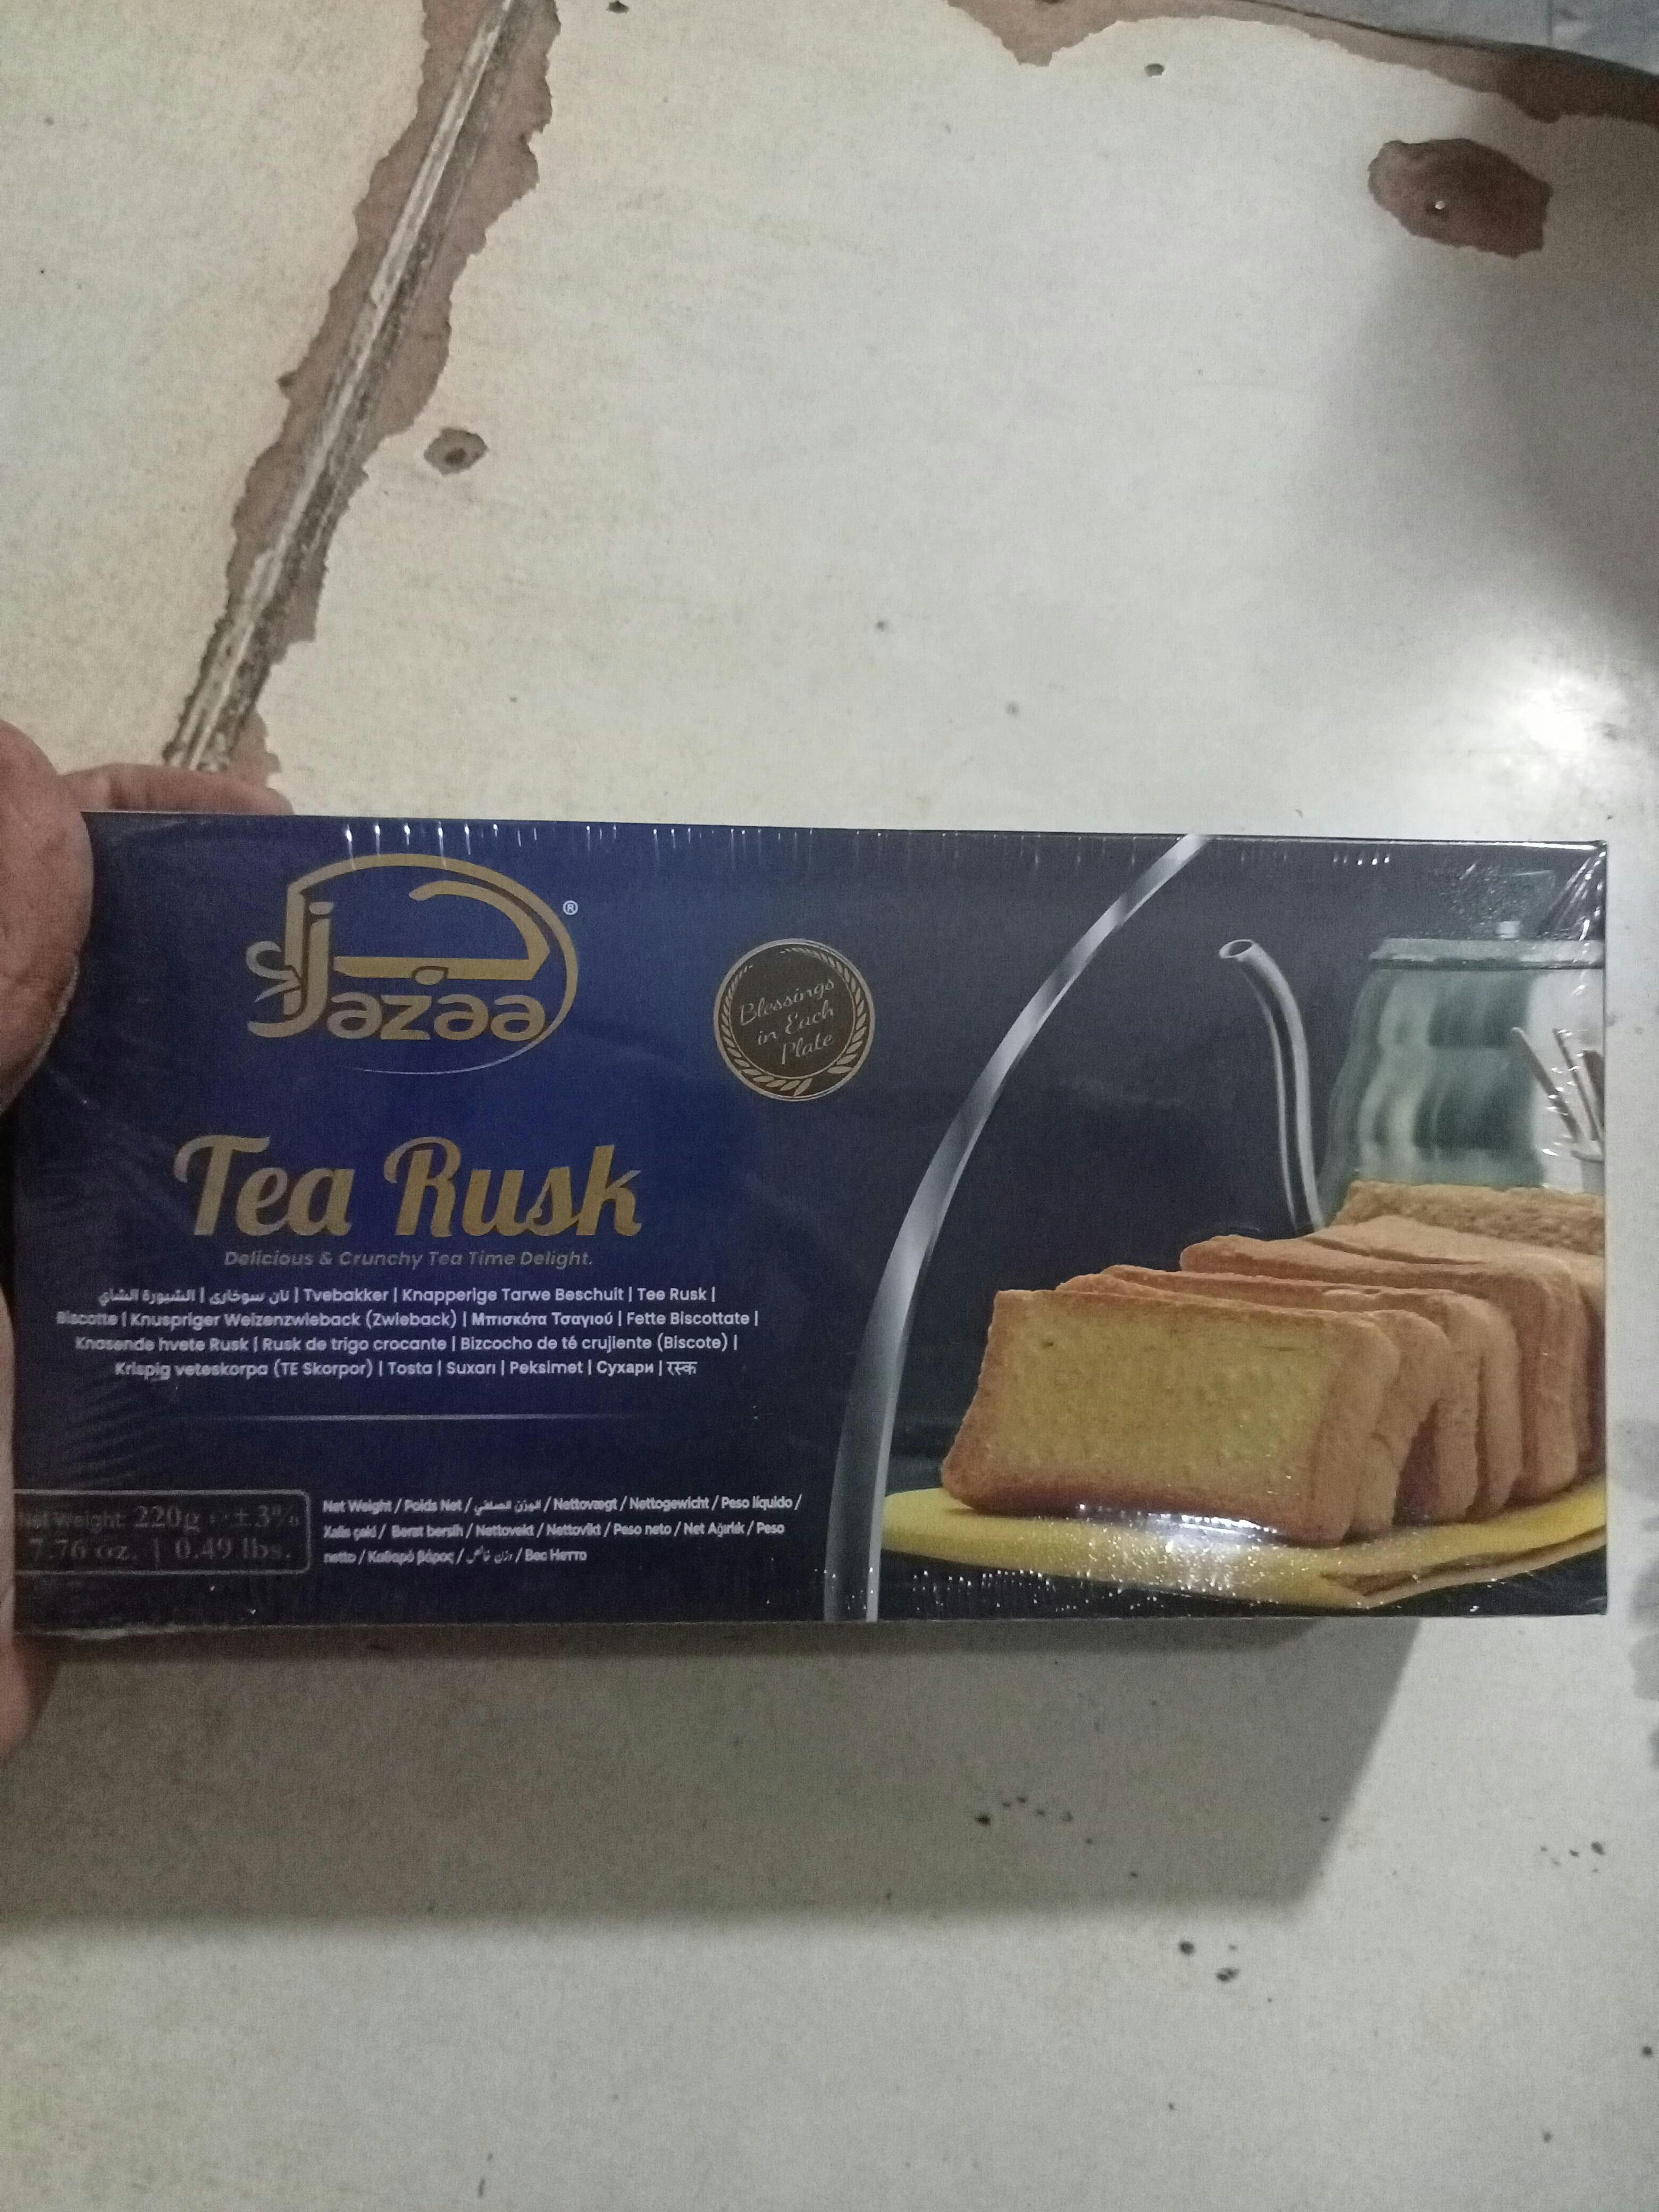 Jazaa®
Blessings
in Each
Plate
Tea Rusk
Delicious & Crunchy Tea Time Delight.
الشيورة الشاي | نان سوخاری | Tvebakker | Knapperige Tarwe Beschuit | Tee Rusk |
Biscotte | Knuspriger Weizenzwieback (Zwieback) | Μπισκότα Τσαγιού | Fette Biscottate |
Knasende hvete Rusk | Rusk de trigo crocante | Bizcocho de té crujiente (Biscote) |
Krispig veteskorpa (TE Skorpor) | Tosta | Suxarı | Peksimet | Сухари | रस्क
Net Weight: 220g ±3%
7.76 oz. | 0.49 lbs.
Net Weight / Poids Net / الوزن الصافي / Nettovægt / Nettogewicht / Peso líquido /
Xalis çəki / Berat bersih / Nettovekt / Nettovikt / Peso neto / Net Ağırlık / Peso
netto / Καθαρό βάρος / وزن خالص / Вес Нетто